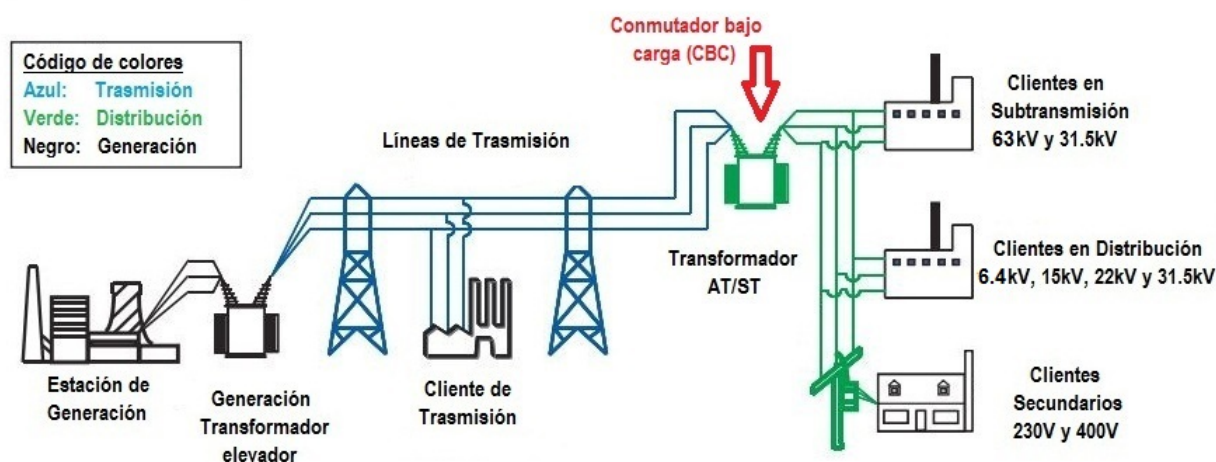 Conmutador bajo
carga (CBC)
Código de colores
Azul: Trasmisión
Verde: Distribución
Negro: Generación
Líneas de Trasmisión
Clientes en
Subtransmisión
63kV y 31.5kV
Transformador
AT/ST
Clientes en Distribución
6.4kV, 15kV, 22kV y 31.5kV
Estación de
Generación
Generación
Transformador
elevador
Cliente de
Trasmisión
Clientes
Secundarios
230V y 400V